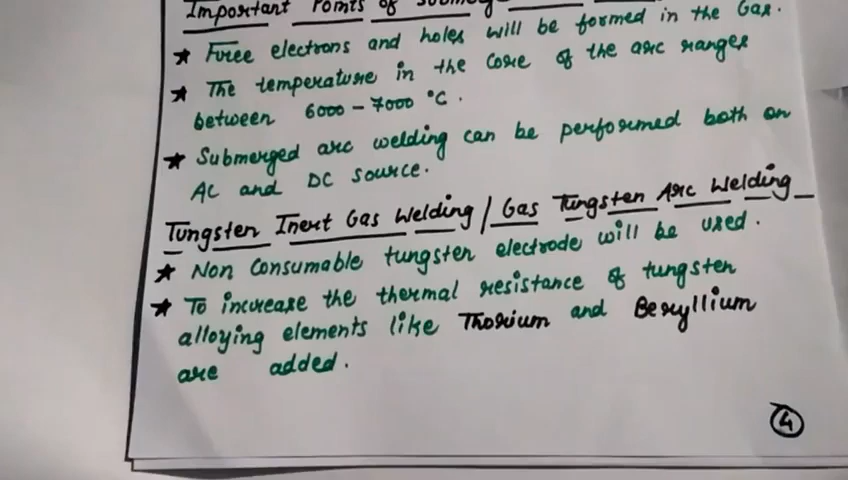 Important Points of Submerg
★ Free electrons and holes will be formed in the Gas.
★ The temperature in the core of the arc ranges
between 6000 - 7000 °C.
★ Submerged arc welding can be performed both on
AC and DC source.
Tungsten Inert Gas Welding / Gas Tungsten Arc Welding
★ Non Consumable tungsten electrode will be used.
★ To increase the thermal resistance of tungsten
alloying elements like Thorium and Beryllium
are added.
4